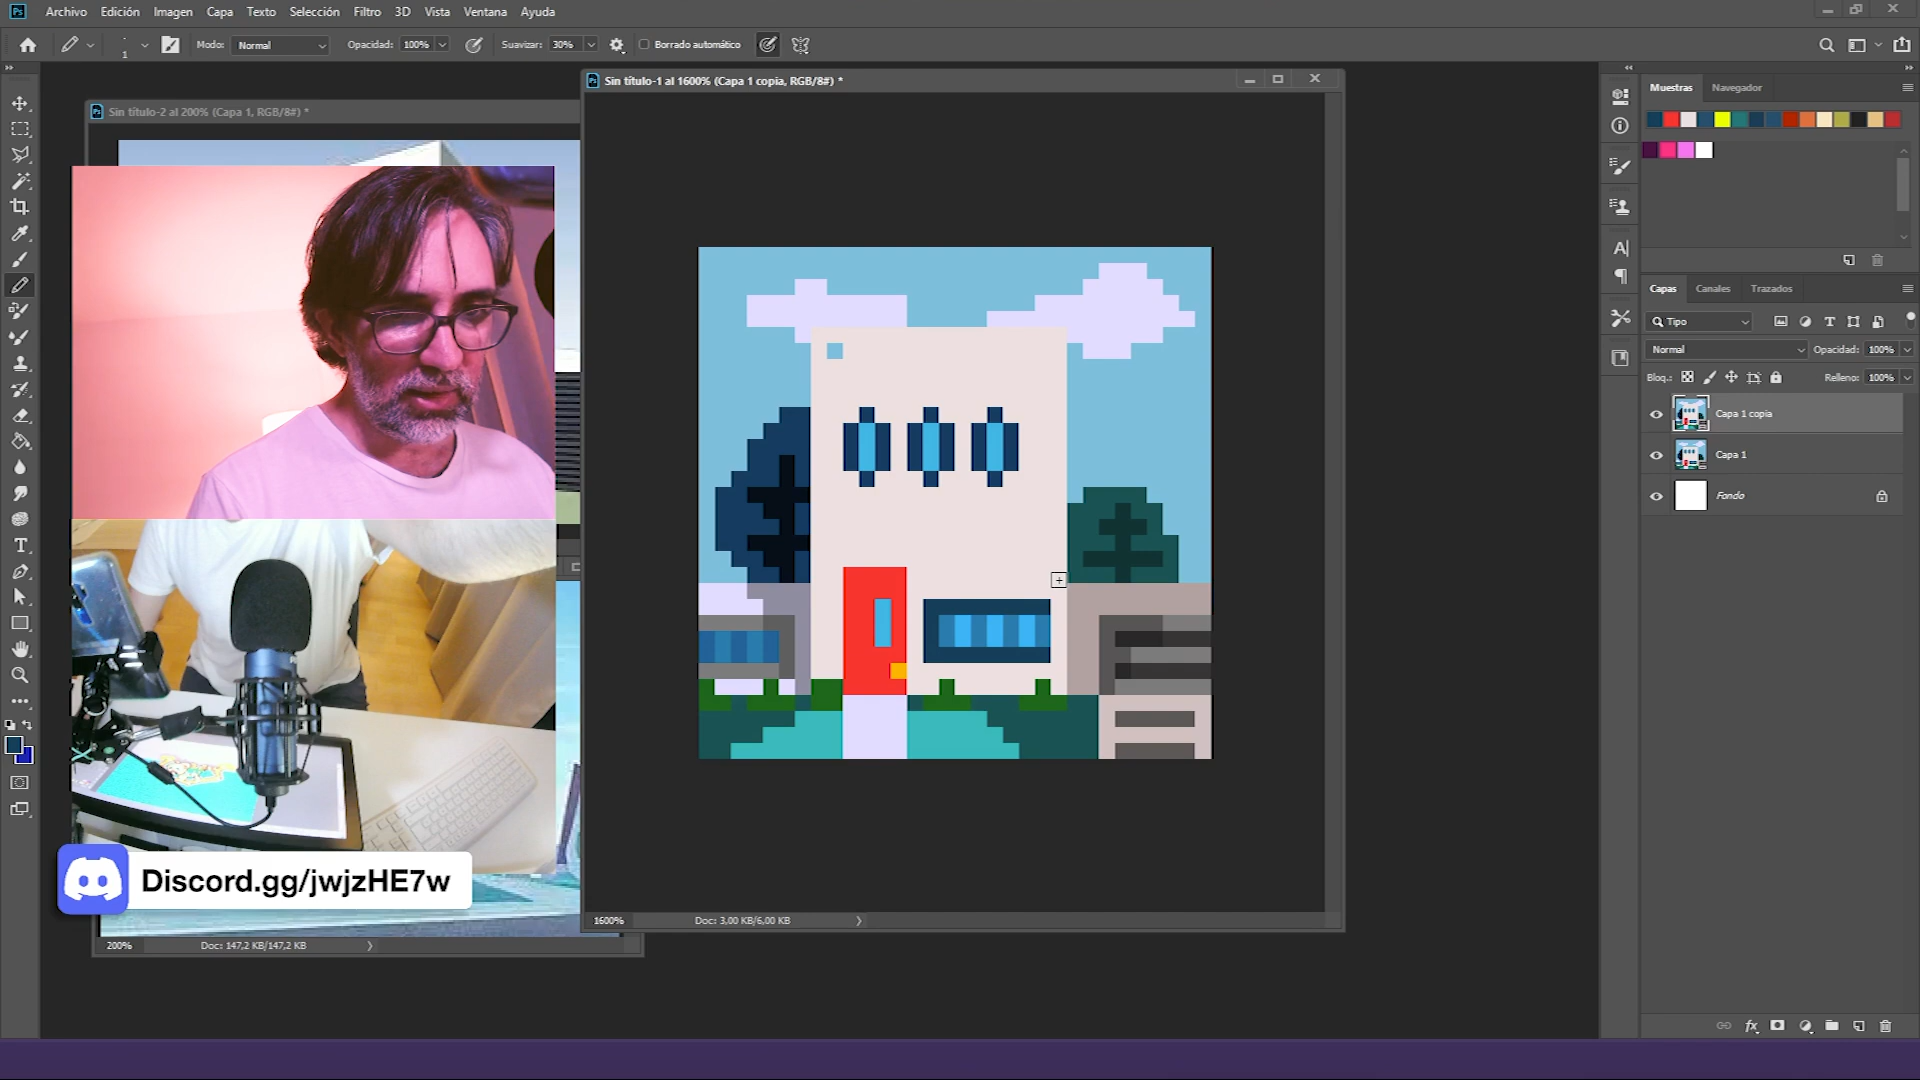 Ps Archivo Edición Imagen Capa Texto Selección Filtro 3D Vista Ventana Ayuda
1 Modo: Normal Opacidad: 100% Suavizar: 30% Borrado automático
Sin título-2 al 200% (Capa 1, RGB/8#) *
Sin título-1 al 1600% (Capa 1 copia, RGB/8#) *
Muestras Navegador
Capas Canales Trazados
Tipo
Normal Opacidad: 100%
Bloq.: Relleno: 100%
Capa 1 copia
Capa 1
Fondo
Discord.gg/jwjzHE7w
1600% Doc: 3,00 KB/6,00 KB
200% Doc: 147,2 KB/147,2 KB
fx